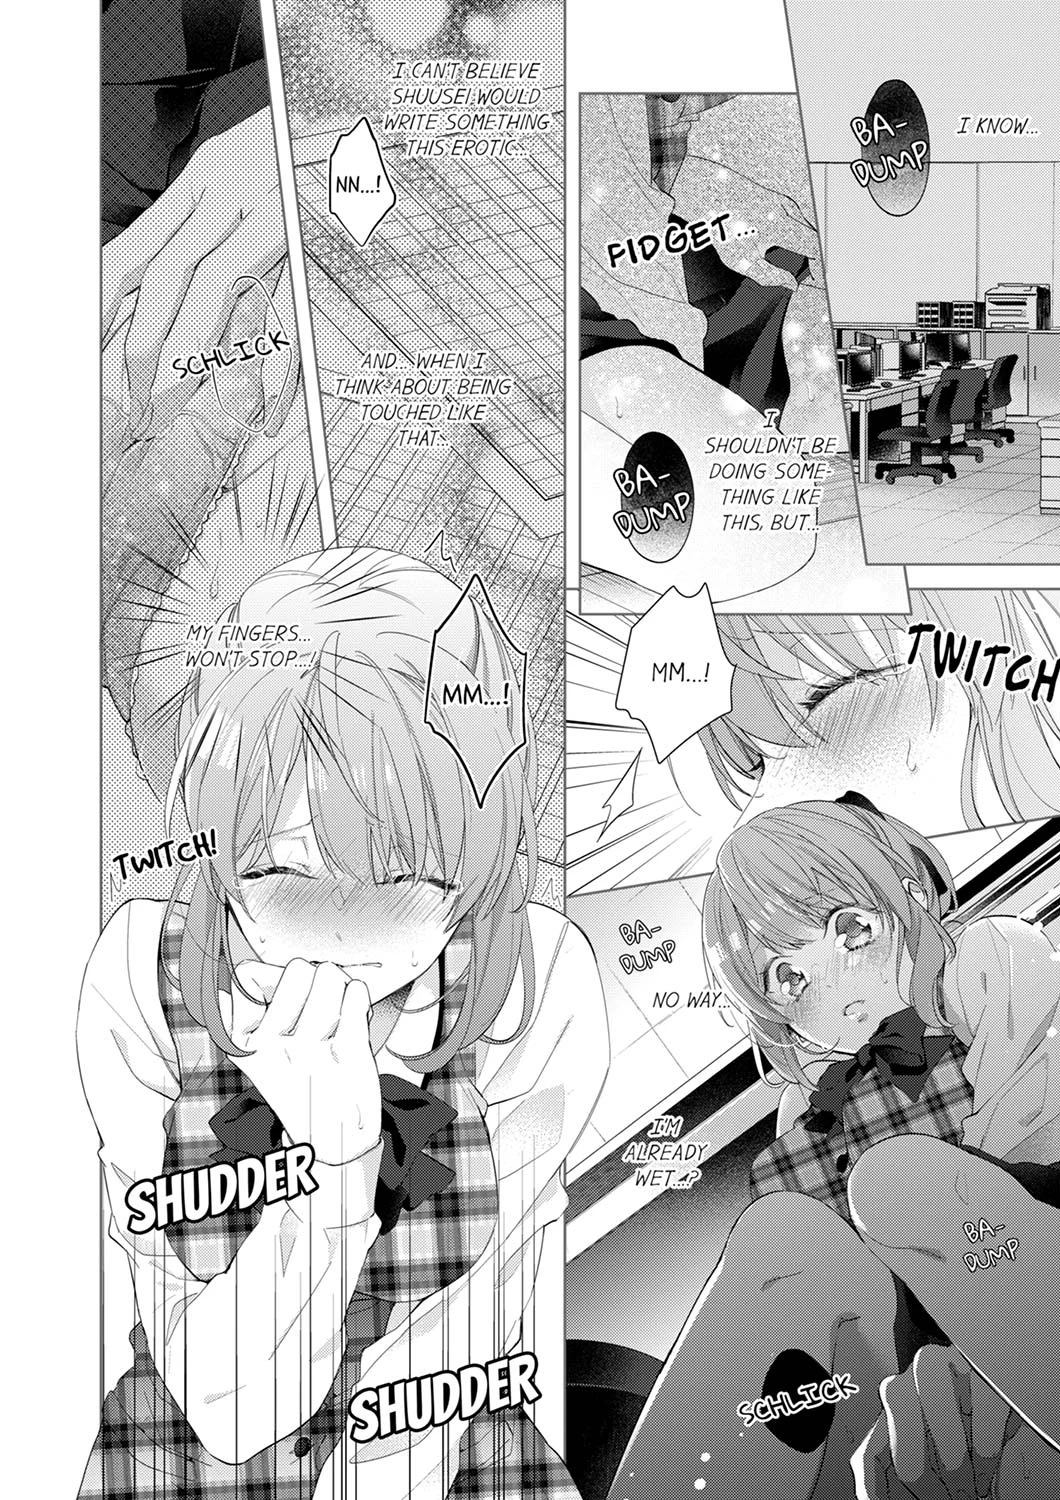 I KNOW...
BA-
DUMP
FIDGET...
I
SHOULDN'T BE
DOING SOME-
THING LIKE
THIS, BUT...
BA-
DUMP
TWITCH
MM...!
BA-
DUMP
NO WAY...
I'M
ALREADY
WET...?
BA-
DUMP
SCHLICK
I CAN'T BELIEVE
SHUUSEI WOULD
WRITE SOMETHING
THIS EROTIC...
NN...!
SCHLICK
AND... WHEN I
THINK ABOUT BEING
TOUCHED LIKE
THAT...
MY FINGERS...
WON'T STOP...!
MM...!
TWITCH!
SHUDDER
SHUDDER